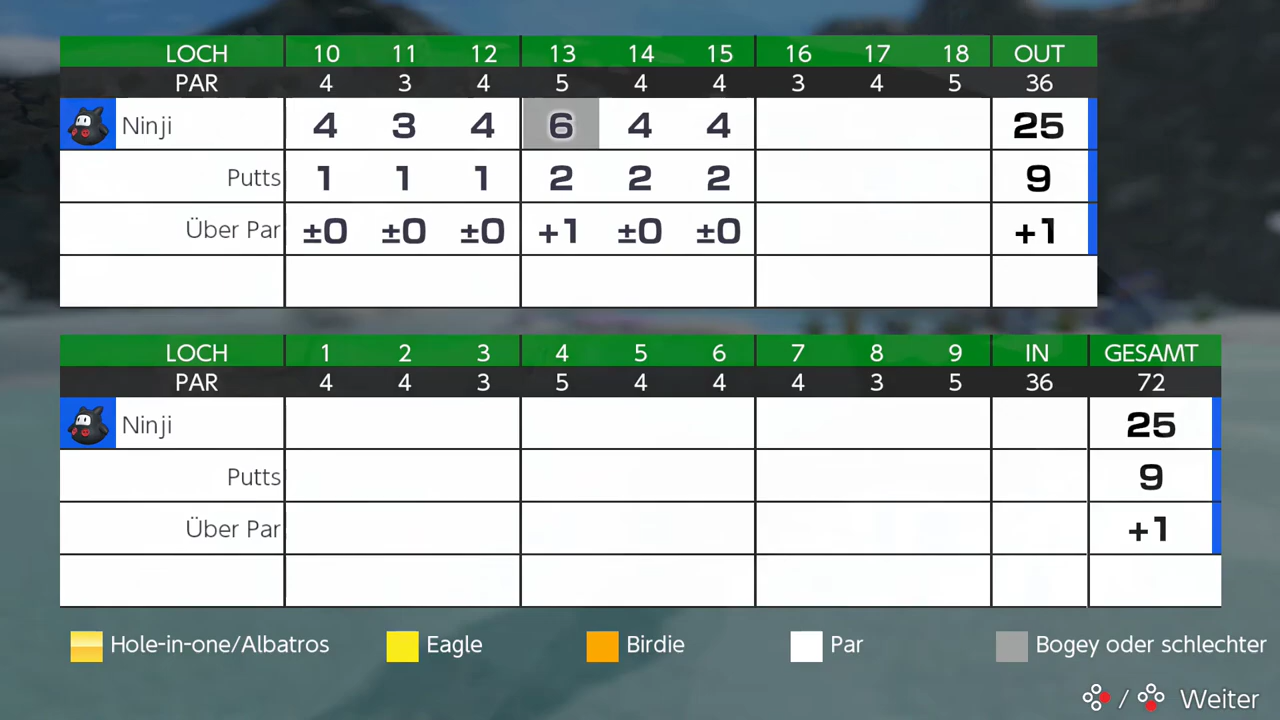 LOCH 10 11 12 13 14 15 16 17 18 OUT
PAR 4 3 4 5 4 4 3 4 5 36
Ninji 4 3 4 6 4 4 25
Putts 1 1 1 2 2 2 9
Über Par ±0 ±0 ±0 +1 ±0 ±0 +1
LOCH 1 2 3 4 5 6 7 8 9 IN GESAMT
PAR 4 4 3 5 4 4 4 3 5 36 72
Ninji 25
Putts 9
Über Par +1
Hole-in-one/Albatros Eagle Birdie Par Bogey oder schlechter
/ Weiter